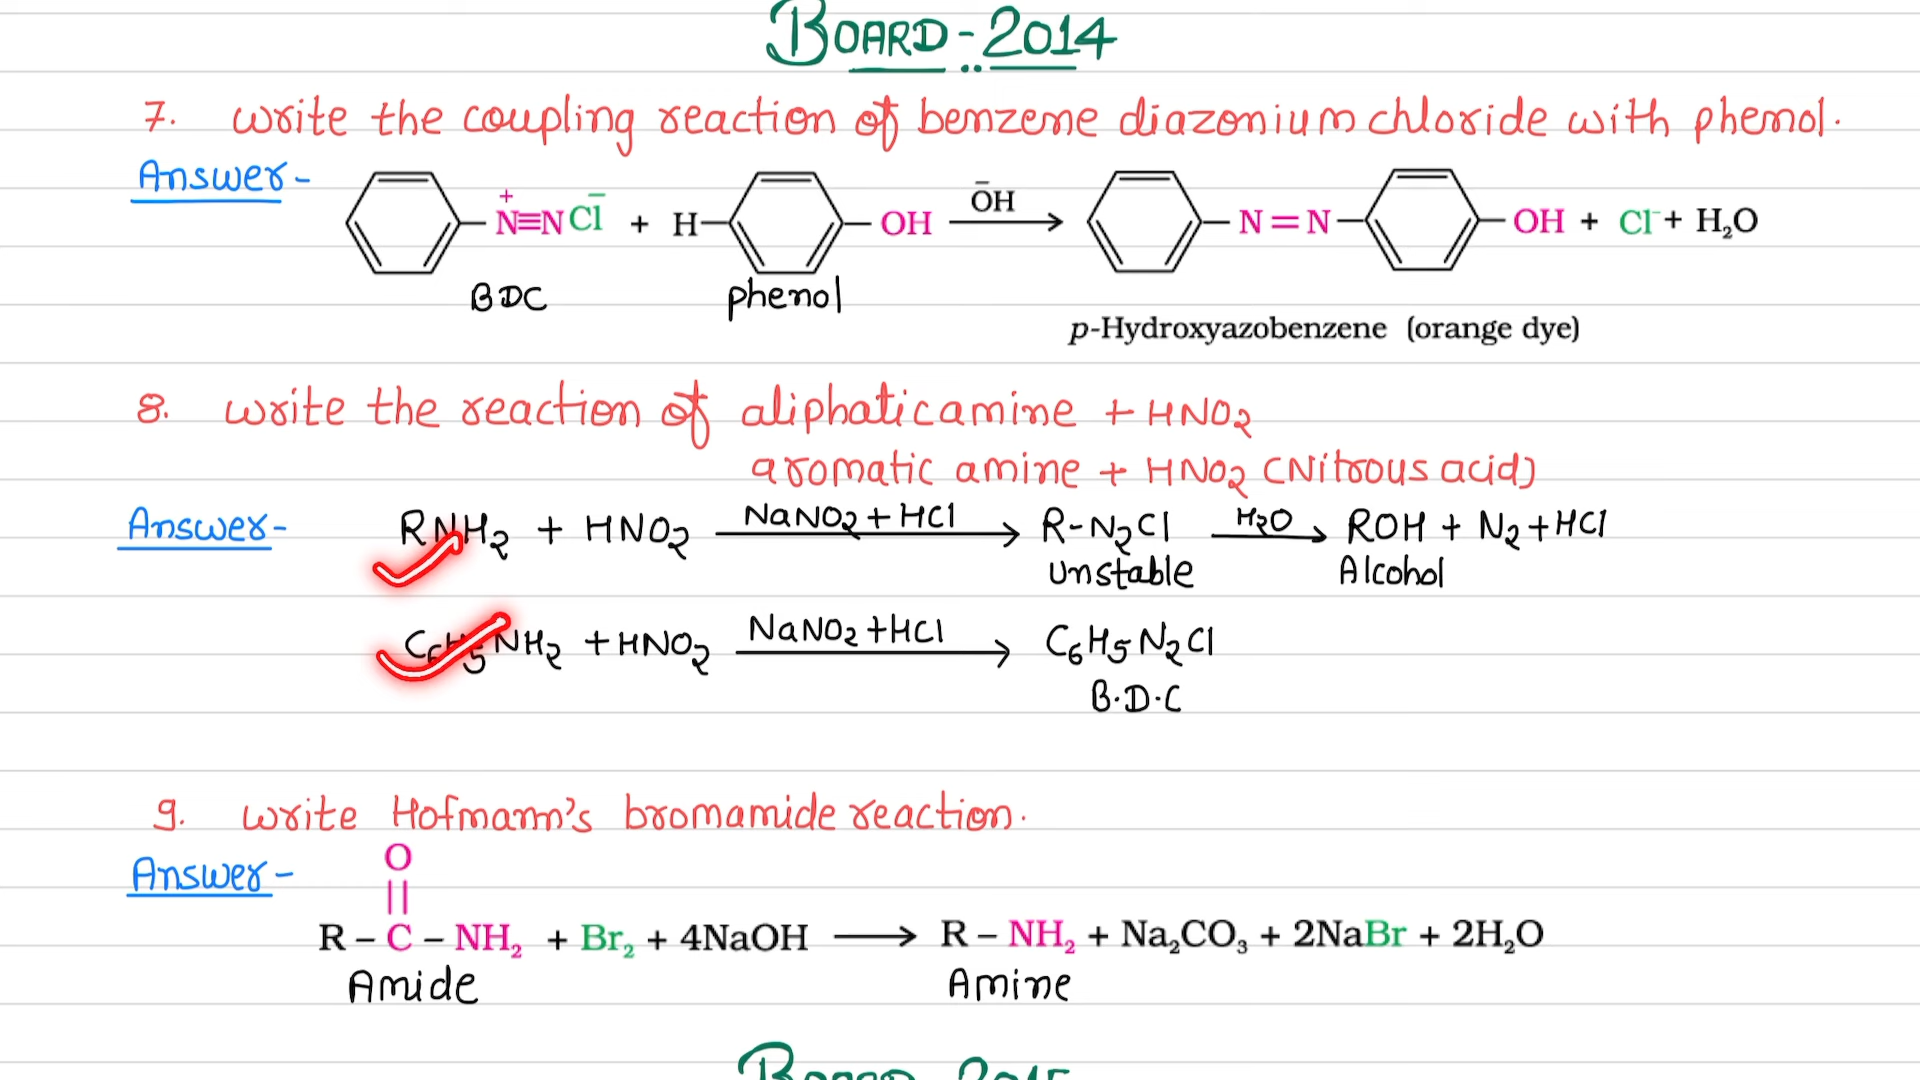 BOARD-2014
7. write the coupling reaction of benzene diazonium chloride with phenol.
Answer-
N⁺≡NCl⁻ + H- -OH OH⁻ → -N=N- -OH + Cl⁻ + H₂O
BDC phenol
p-Hydroxyazobenzene (orange dye)
8. write the reaction of aliphatic amine + HNO₂
aromatic amine + HNO₂ (Nitrous acid)
Answer- RNH₂ + HNO₂ NaNO₂+HCl → R-N₂Cl H₂O → ROH + N₂+HCl
Unstable Alcohol
C₆H₅NH₂ +HNO₂ NaNO₂+HCl → C₆H₅N₂Cl
B.D.C
9. write Hofmann's bromamide reaction.
Answer-
O
||
R – C – NH₂ + Br₂ + 4NaOH → R – NH₂ + Na₂CO₃ + 2NaBr + 2H₂O
Amide Amine
BOARD 2015